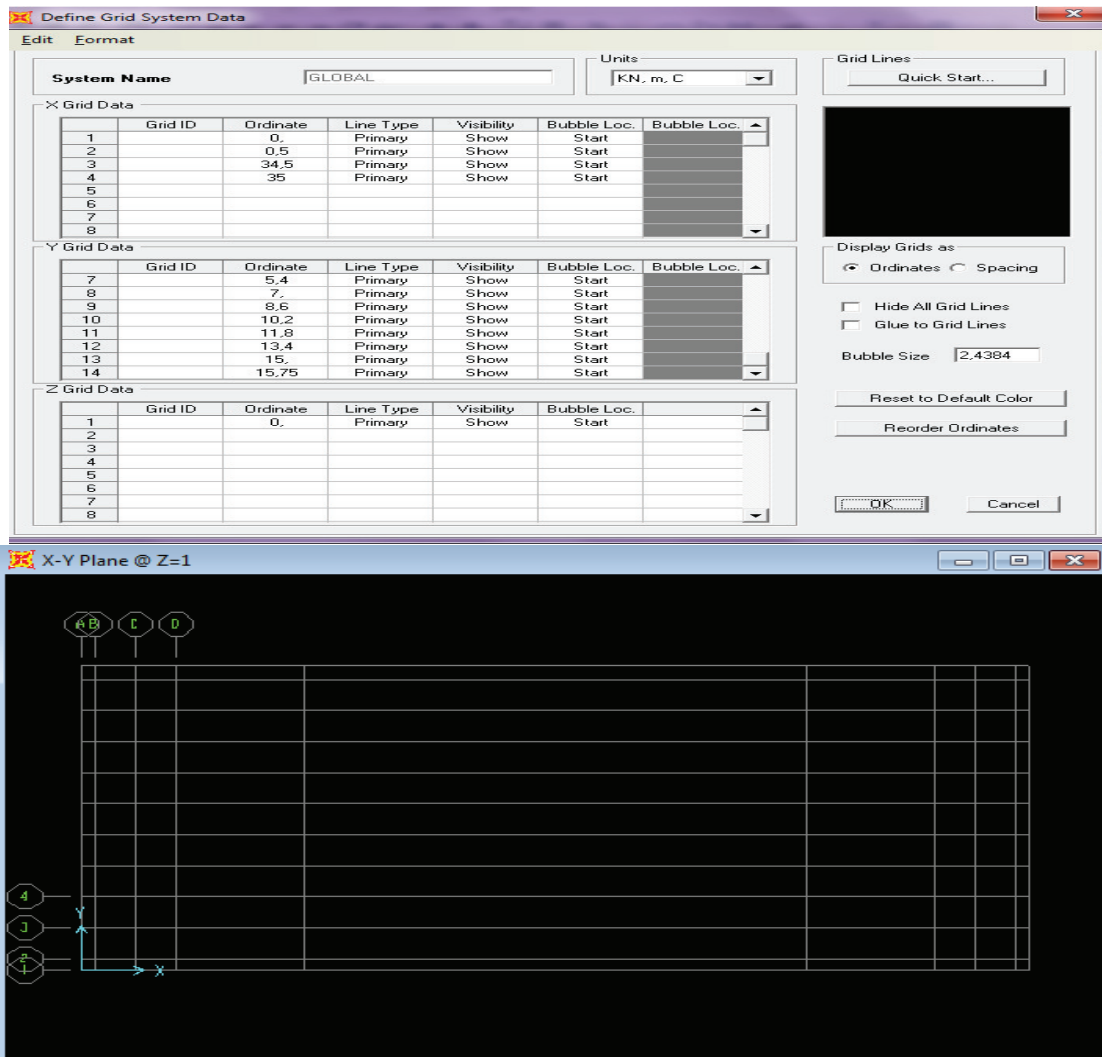 Define Grid System Data
Edit Format
System Name GLOBAL
Units
KN, m, C
Grid Lines
Quick Start...
X Grid Data
Grid ID Ordinate Line Type Visibility Bubble Loc. Bubble Loc.
1 0, Primary Show Start
2 0,5 Primary Show Start
3 34,5 Primary Show Start
4 35 Primary Show Start
5
6
7
8
Y Grid Data
Grid ID Ordinate Line Type Visibility Bubble Loc. Bubble Loc.
7 5,4 Primary Show Start
8 7, Primary Show Start
9 8,6 Primary Show Start
10 10,2 Primary Show Start
11 11,8 Primary Show Start
12 13,4 Primary Show Start
13 15, Primary Show Start
14 15,75 Primary Show Start
Display Grids as
Ordinates Spacing
Hide All Grid Lines
Glue to Grid Lines
Bubble Size 2,4384
Z Grid Data
Grid ID Ordinate Line Type Visibility Bubble Loc.
1 0, Primary Show Start
2
3
4
5
6
7
8
Reset to Default Color
Reorder Ordinates
OK Cancel
X-Y Plane @ Z=1
A B C D
4
Y
3
2
1
X